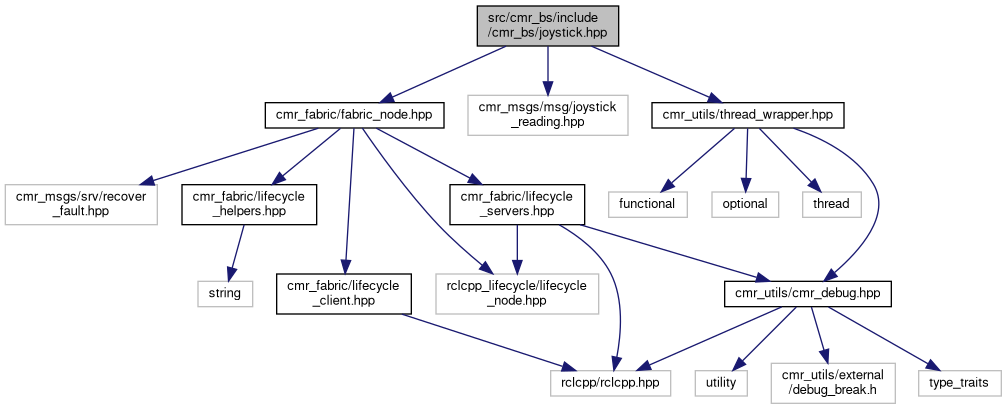 src/cmr_bs/include
/cmr_bs/joystick.hpp
cmr_fabric/fabric_node.hpp
cmr_msgs/msg/joystick
_reading.hpp
cmr_utils/thread_wrapper.hpp
cmr_msgs/srv/recover
_fault.hpp
cmr_fabric/lifecycle
_helpers.hpp
cmr_fabric/lifecycle
_servers.hpp
functional
optional
thread
string
cmr_fabric/lifecycle
_client.hpp
rclcpp_lifecycle/lifecycle
_node.hpp
cmr_utils/cmr_debug.hpp
rclcpp/rclcpp.hpp
utility
cmr_utils/external
/debug_break.h
type_traits